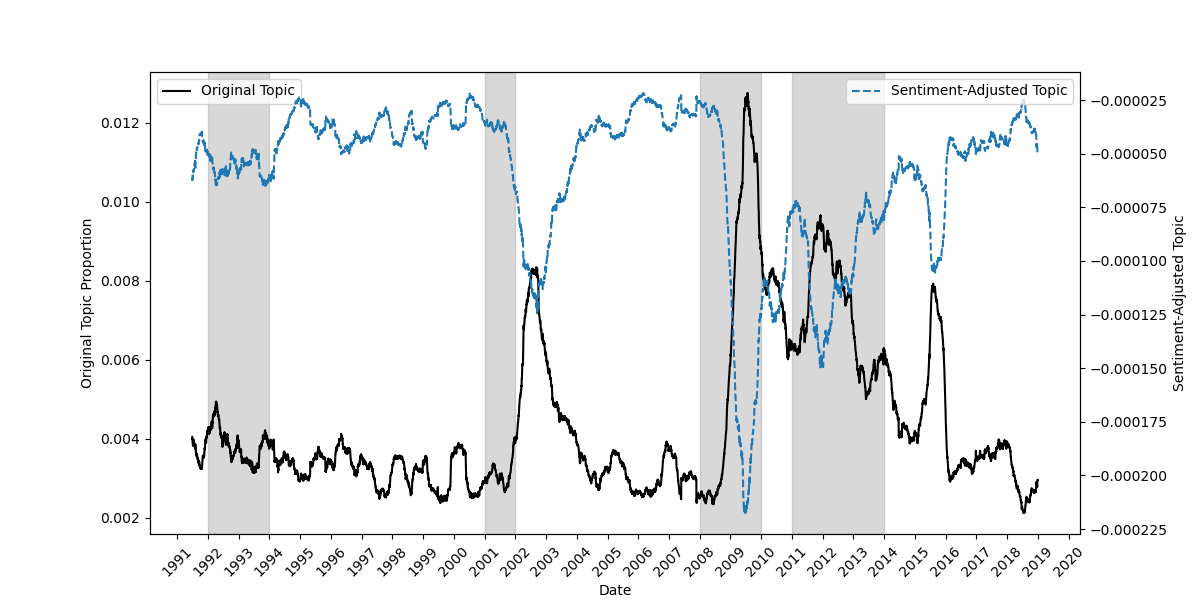 Original Topic
Sentiment-Adjusted Topic
Original Topic Proportion
0.012
0.010
0.008
0.006
0.004
0.002
−0.000025
−0.000050
−0.000075
−0.000100
−0.000125
−0.000150
−0.000175
−0.000200
−0.000225
Sentiment-Adjusted Topic
1991 1992 1993 1994 1995 1996 1997 1998 1999 2000 2001 2002 2003 2004 2005 2006 2007 2008 2009 2010 2011 2012 2013 2014 2015 2016 2017 2018 2019 2020
Date